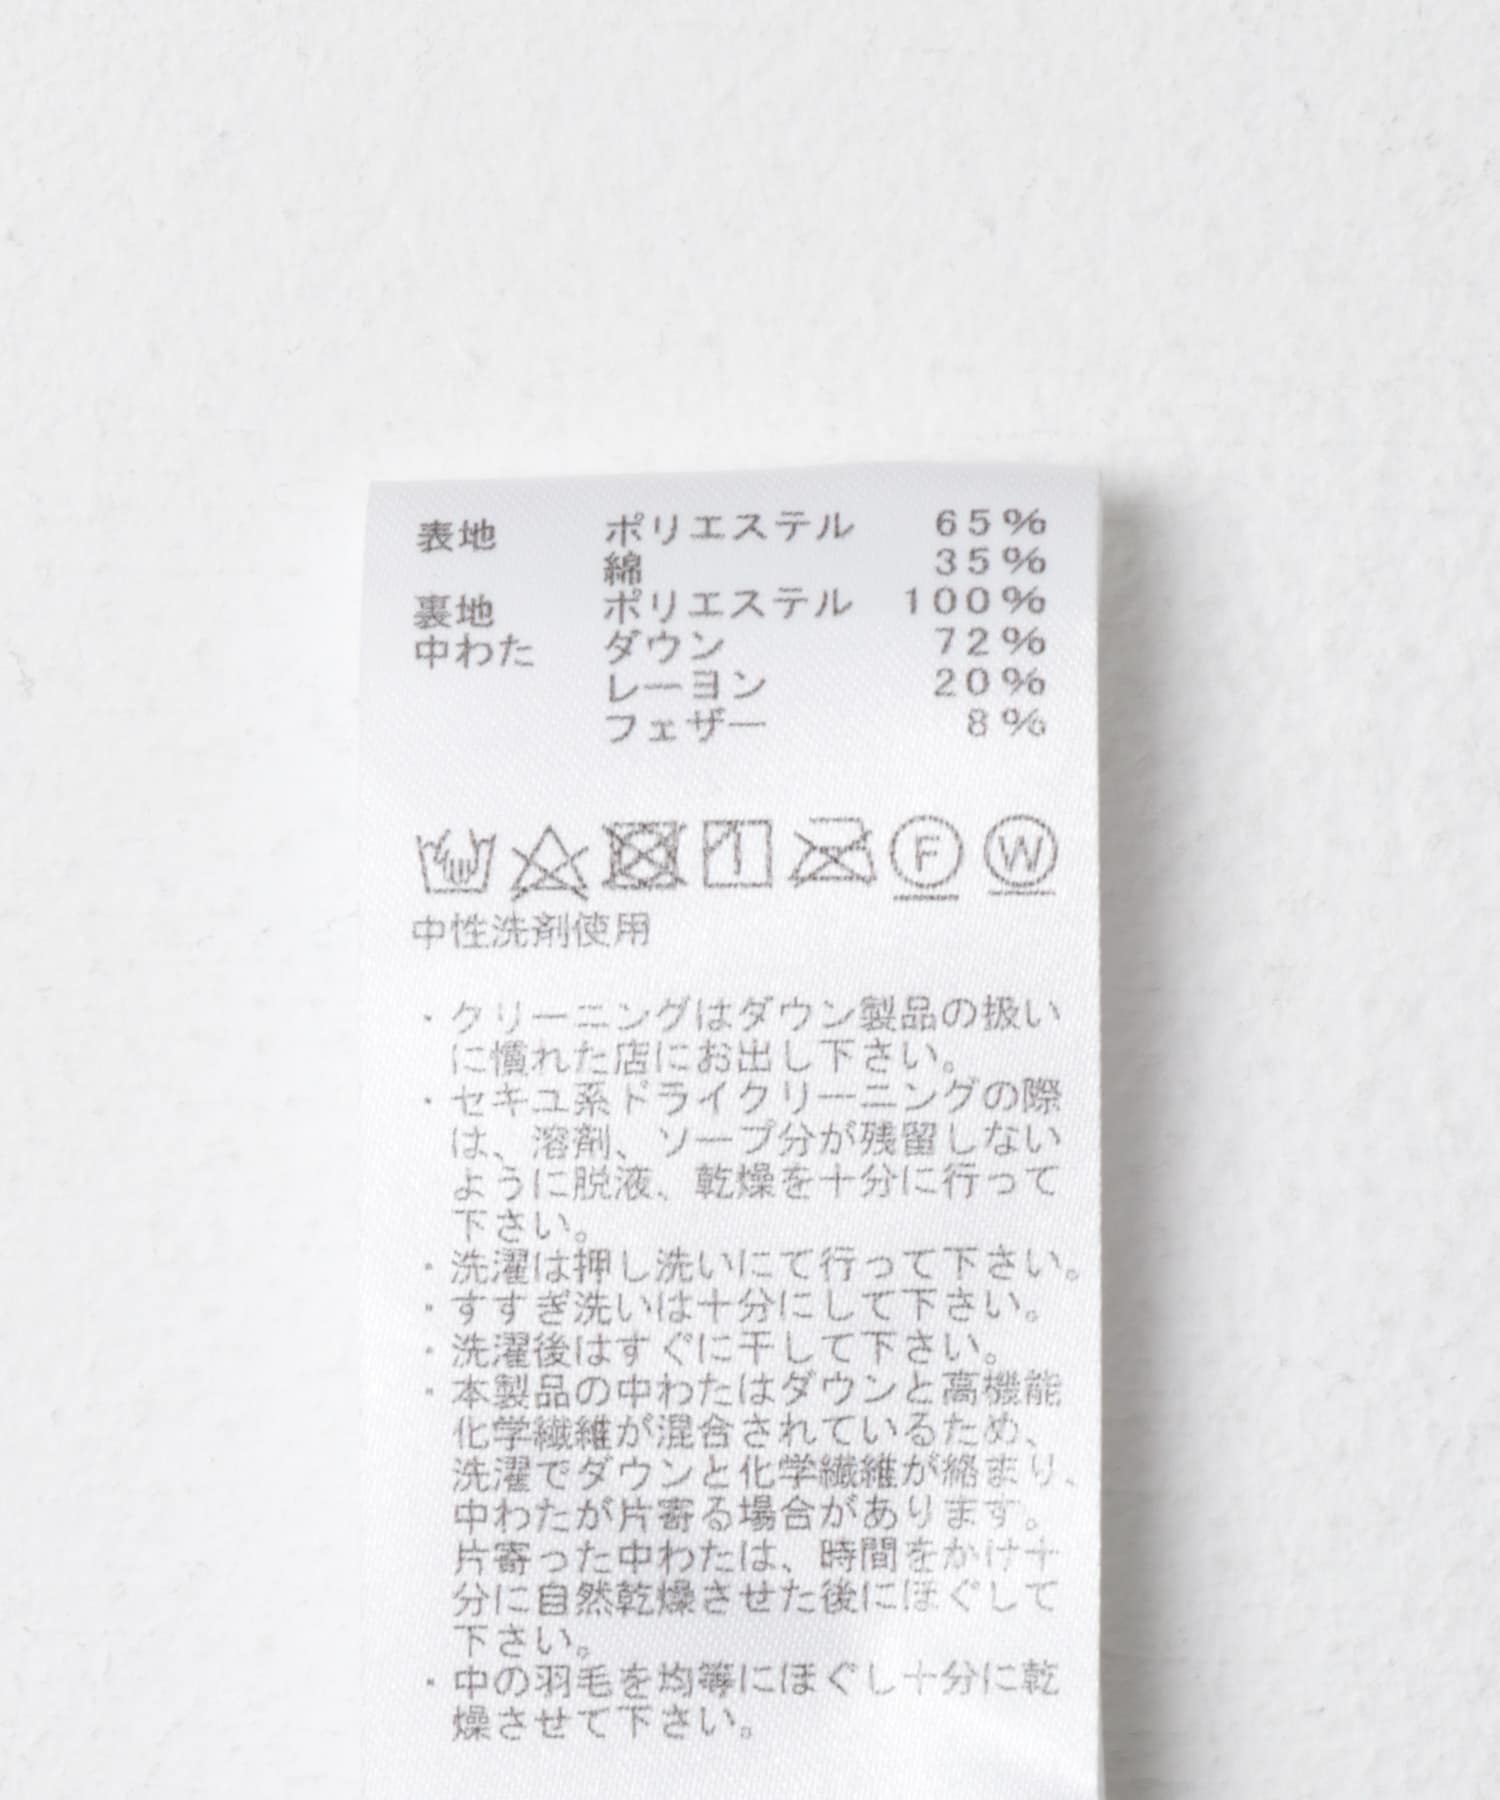 表地 ポリエステル 65%
綿 35%
裏地 ポリエステル 100%
中わた ダウン 72%
レーヨン 20%
フェザー 8%
F W
中性洗剤使用
・クリーニングはダウン製品の扱い
に慣れた店にお出し下さい。
・セキユ系ドライクリーニングの際
は、溶剤、ソープ分が残留しない
ように脱液、乾燥を十分に行って
下さい。
・洗濯は押し洗いにて行って下さい。
・すすぎ洗いは十分にして下さい。
・洗濯後はすぐに干して下さい。
・本製品の中わたはダウンと高機能
化学繊維が混合されているため、
洗濯でダウンと化学繊維が絡まり、
中わたが片寄る場合があります。
片寄った中わたは、時間をかけ十
分に自然乾燥させた後にほぐして
下さい。
・中の羽毛を均等にほぐし十分に乾
燥させて下さい。